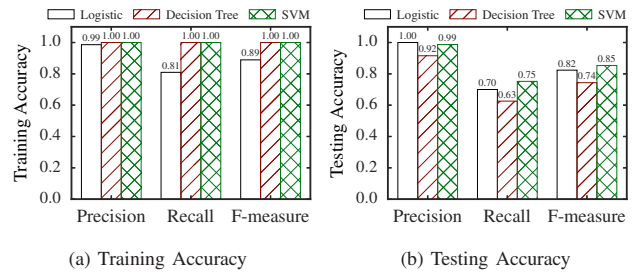 Logistic Decision Tree SVM
Training Accuracy
1.0
0.8
0.6
0.4
0.2
0.0
0.99 1.00 1.00
0.81 1.00 1.00
0.89 1.00 1.00
Precision Recall F-measure
(a) Training Accuracy
Logistic Decision Tree SVM
Testing Accuracy
1.0
0.8
0.6
0.4
0.2
0.0
1.00 0.92 0.99
0.70 0.63 0.75
0.82 0.74 0.85
Precision Recall F-measure
(b) Testing Accuracy